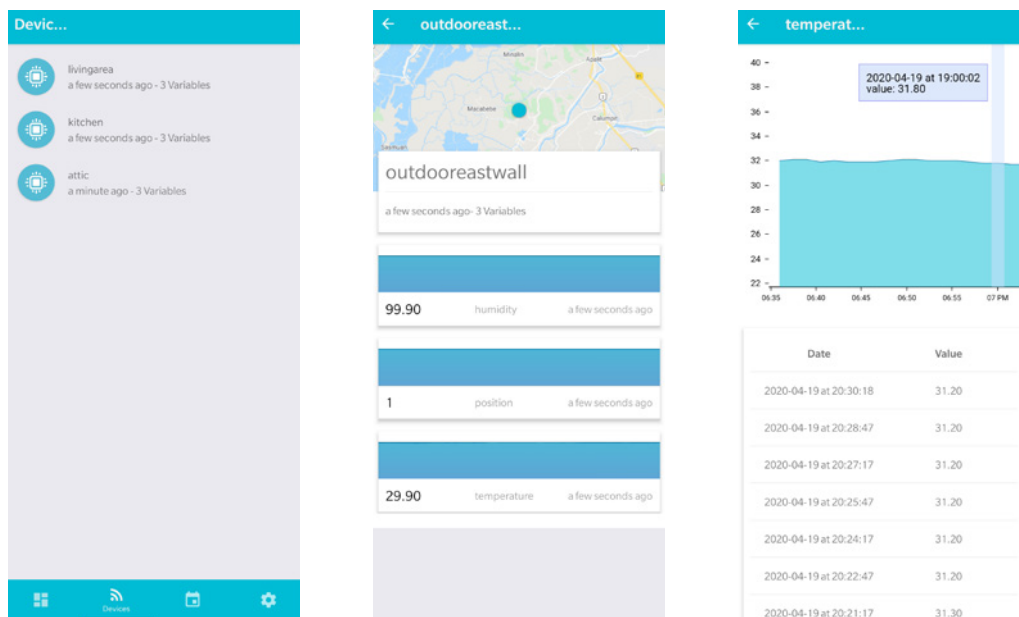 Devic...
livingarea
a few seconds ago - 3 Variables
kitchen
a few seconds ago - 3 Variables
attic
a minute ago - 3 Variables
Devices
outdooreast...
Minalin
Apalit
Macabebe
Calumpit
outdooreastwall
a few seconds ago- 3 Variables
99.90 humidity a few seconds ago
1 position a few seconds ago
29.90 temperature a few seconds ago
temperat...
40
38
36
34
32
30
28
26
24
22
2020-04-19 at 19:00:02
value: 31.80
06:35 06:40 06:45 06:50 06:55 07 PM
Date Value
2020-04-19 at 20:30:18 31.20
2020-04-19 at 20:28:47 31.20
2020-04-19 at 20:27:17 31.20
2020-04-19 at 20:25:47 31.20
2020-04-19 at 20:24:17 31.20
2020-04-19 at 20:22:47 31.20
2020-04-19 at 20:21:17 31.30